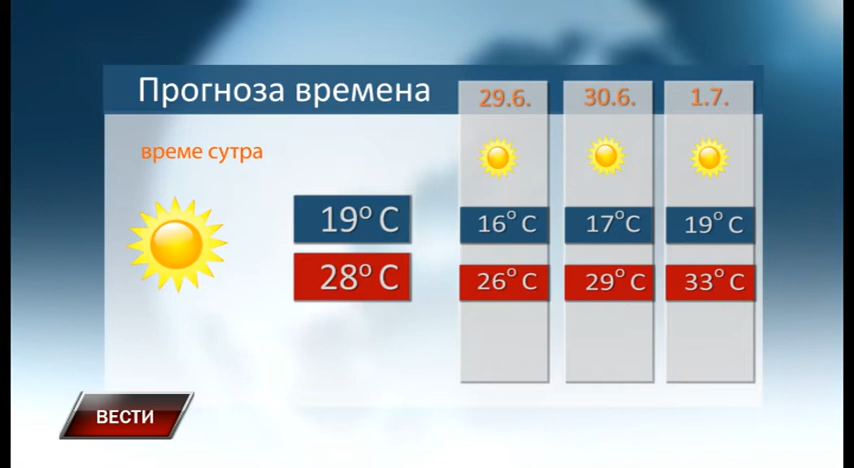 Прогноза времена
време сутра
19° C
28° C
29.6. 30.6. 1.7.
16° C 17°C 19° C
26° C 29° C 33° C
ВЕСТИ